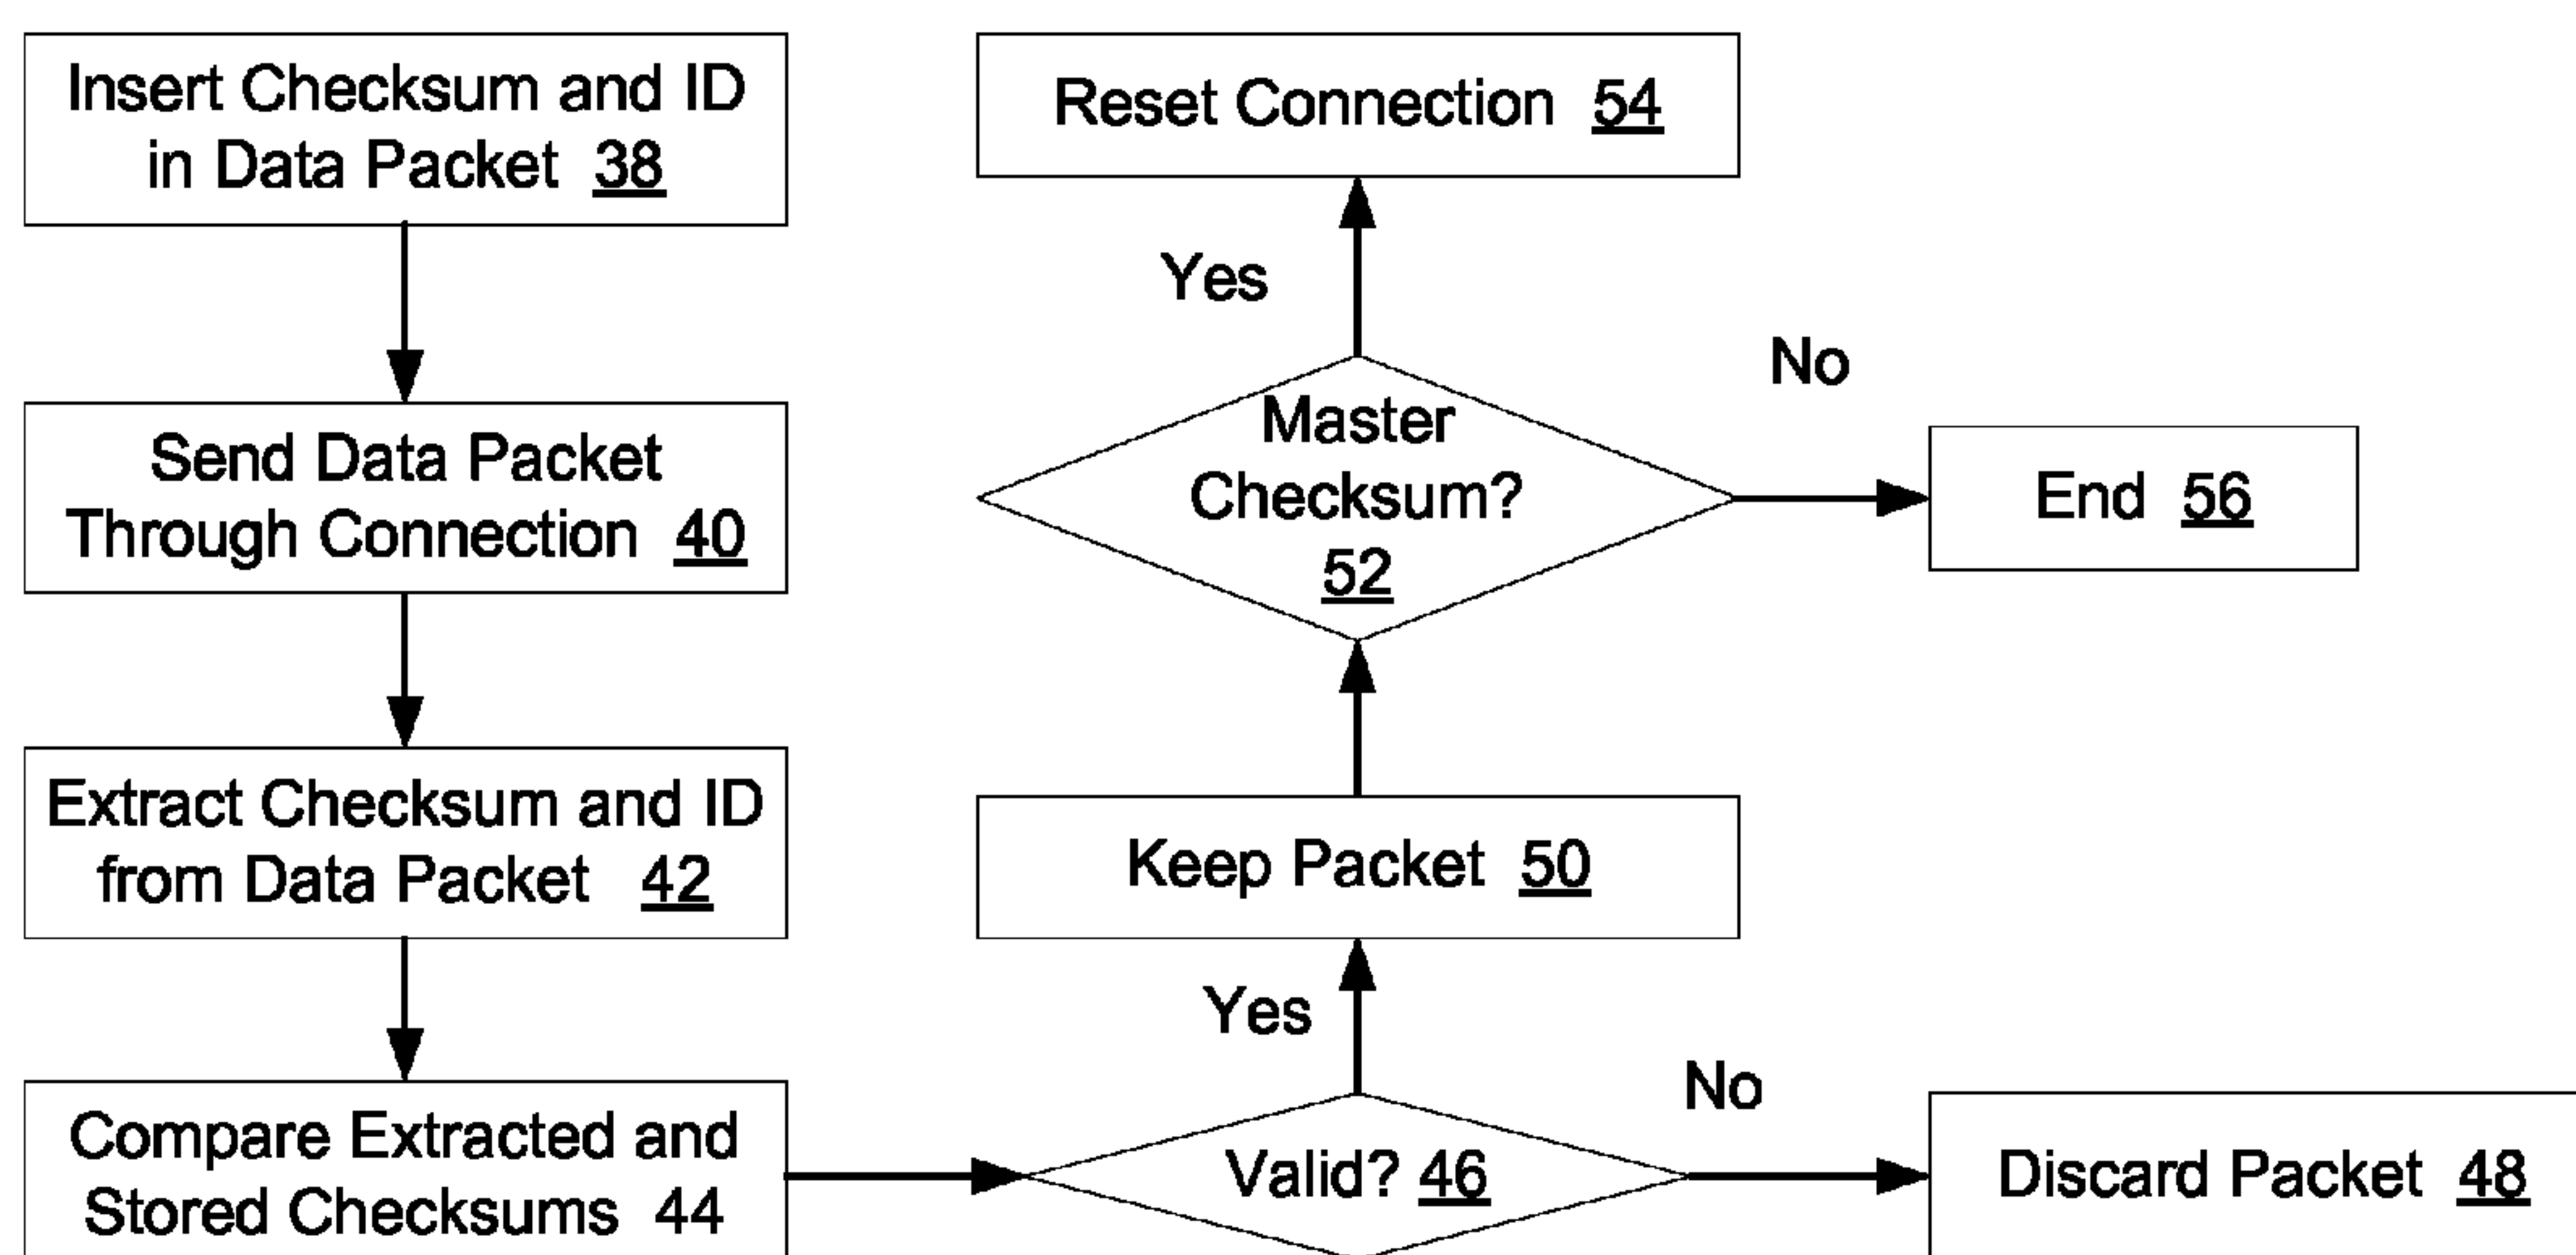 Insert Checksum and ID
in Data Packet 38
Send Data Packet
Through Connection 40
Extract Checksum and ID
from Data Packet 42
Compare Extracted and
Stored Checksums 44
Reset Connection 54
Yes
No
Master
Checksum?
52
End 56
Keep Packet 50
Yes
No
Valid? 46
Discard Packet 48